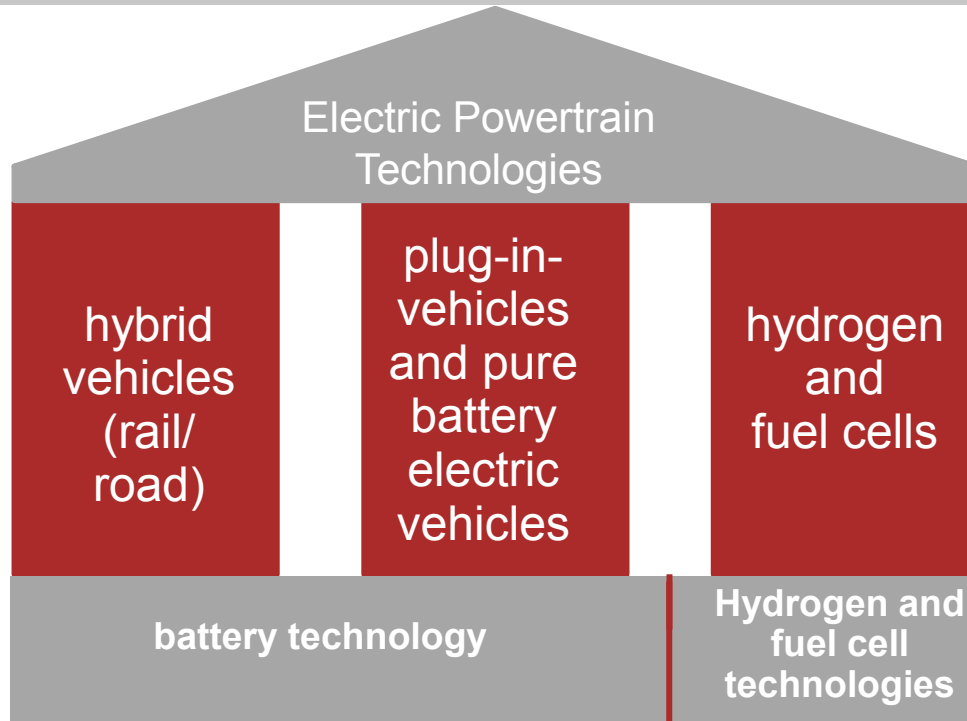 Electric Powertrain
Technologies
hybrid
vehicles
(rail/
road)
plug-in-
vehicles
and pure
battery
electric
vehicles
hydrogen
and
fuel cells
battery technology
Hydrogen and
fuel cell
technologies